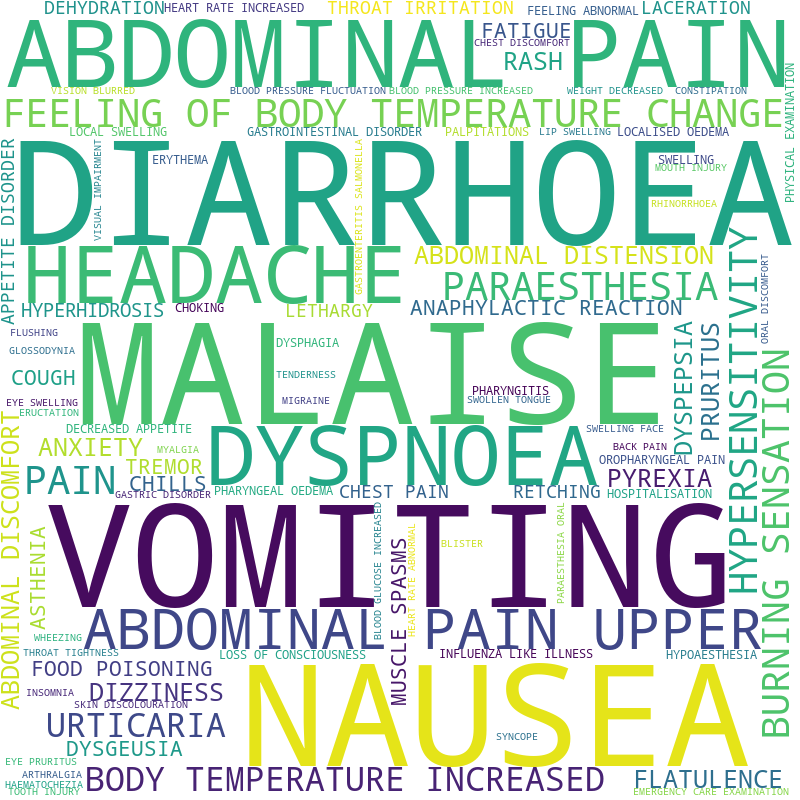 DEHYDRATION
HEART RATE INCREASED
THROAT IRRITATION
FEELING ABNORMAL
LACERATION
ABDOMINAL PAIN
FATIGUE
CHEST DISCOMFORT
RASH
VISION BLURRED
BLOOD PRESSURE FLUCTUATION
BLOOD PRESSURE INCREASED
WEIGHT DECREASED
CONSTIPATION
PHYSICAL EXAMINATION
FEELING OF BODY TEMPERATURE CHANGE
LOCAL SWELLING
GASTROINTESTINAL DISORDER
PALPITATIONS
LIP SWELLING
LOCALISED OEDEMA
APPETITE DISORDER
VISUAL IMPAIRMENT
ERYTHEMA
GASTROENTERITIS SALMONELLA
SWELLING
MOUTH INJURY
DIARRHOEA
RHINORRHOEA
HEADACHE
ABDOMINAL DISTENSION
PARAESTHESIA
HYPERSENSITIVITY
ORAL DISCOMFORT
HYPERHIDROSIS
CHOKING
LETHARGY
ANAPHYLACTIC REACTION
FLUSHING
GLOSSODYNIA
MALAISE
DYSPHAGIA
DYSPEPSIA
PRURITUS
COUGH
TENDERNESS
PHARYNGITIS
BURNING SENSATION
EYE SWELLING
MIGRAINE
SWOLLEN TONGUE
ERUCTATION
DECREASED APPETITE
DYSPNOEA
SWELLING FACE
ABDOMINAL DISCOMFORT
ANXIETY
MYALGIA
BACK PAIN
TREMOR
OROPHARYNGEAL PAIN
PAIN
CHILLS
PYREXIA
GASTRIC DISORDER
PHARYNGEAL OEDEMA
CHEST PAIN
RETCHING
HOSPITALISATION
VOMITING
ASTHENIA
BLOOD GLUCOSE INCREASED
MUSCLE SPASMS
HEART RATE ABNORMAL
BLISTER
PARAESTHESIA ORAL
ABDOMINAL PAIN UPPER
WHEEZING
THROAT TIGHTNESS
LOSS OF CONSCIOUSNESS
INFLUENZA LIKE ILLNESS
HYPOAESTHESIA
FOOD POISONING
NAUSEA
INSOMNIA
DIZZINESS
SKIN DISCOLOURATION
URTICARIA
SYNCOPE
DYSGEUSIA
EYE PRURITUS
BODY TEMPERATURE INCREASED
FLATULENCE
ARTHRALGIA
HAEMATOCHEZIA
TOOTH INJURY
EMERGENCY CARE EXAMINATION